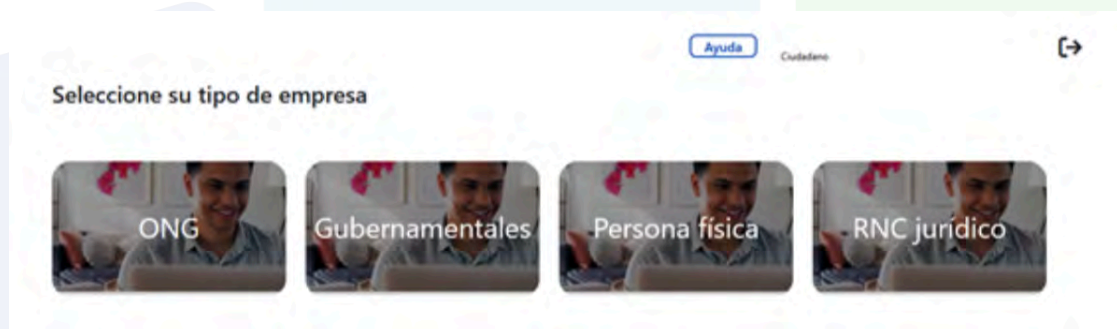 Ayuda
Ciudadano
Seleccione su tipo de empresa
ONG
Gubernamentales
Persona física
RNC jurídico